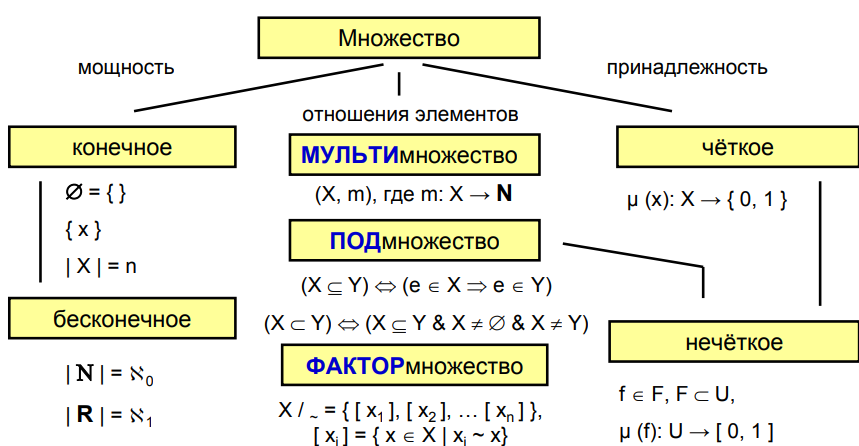 Множество
мощность
принадлежность
отношения элементов
конечное
МУЛЬТИмножество
чёткое
∅ = { }
(X, m), где m: X → N
μ (x): X → { 0, 1 }
{ x }
ПОДмножество
| X | = n
(X ⊆ Y) ⇔ (e ∈ X ⇒ e ∈ Y)
бесконечное
(X ⊂ Y) ⇔ (X ⊆ Y & X ≠ ∅ & X ≠ Y)
нечёткое
ФАКТОРмножество
| N | = ℵ₀
f ∈ F, F ⊂ U,
| R | = ℵ₁
X / ~ = { [ x₁ ], [ x₂ ], … [ xₙ ] },
μ (f): U → [ 0, 1 ]
[ xᵢ ] = { x ∈ X | xᵢ ~ x}